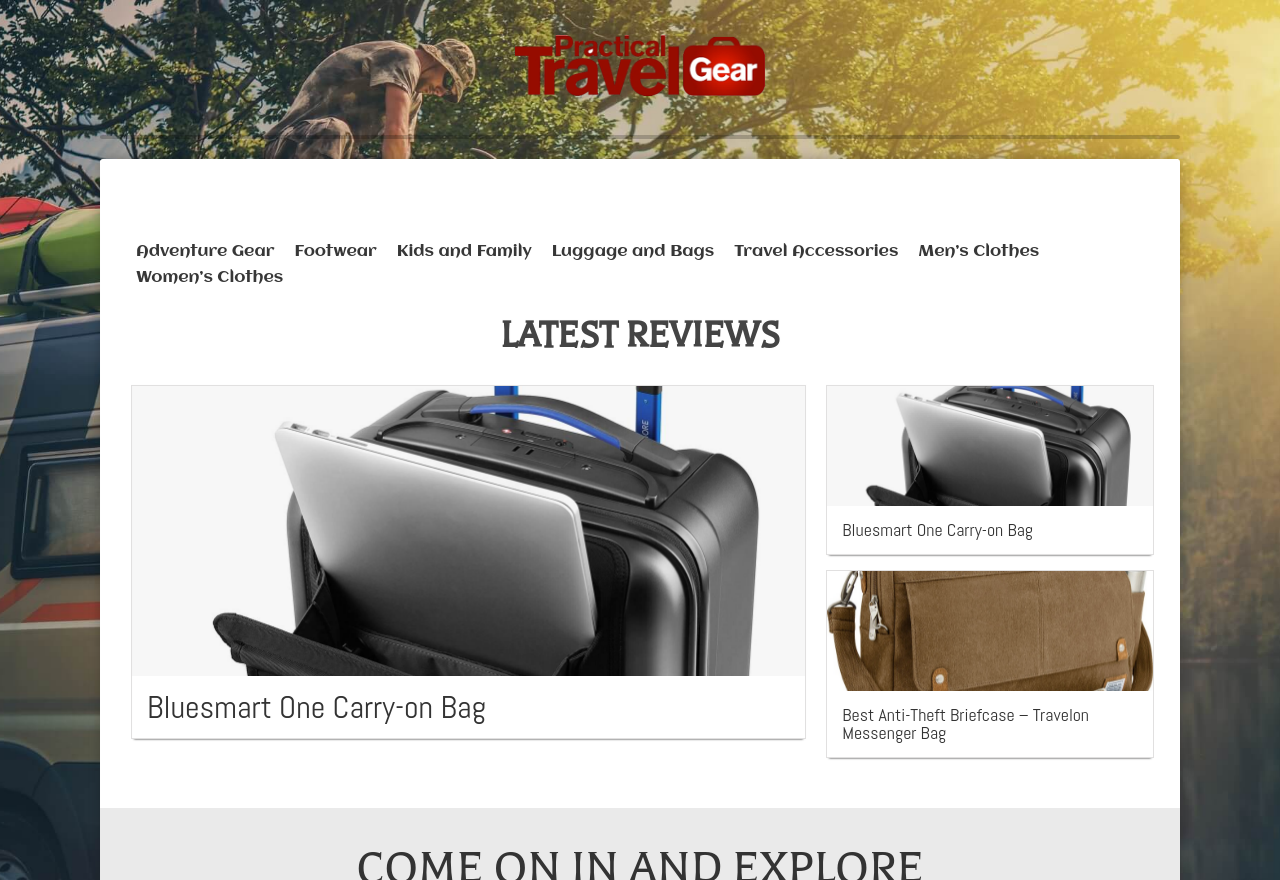 Practical
Travel Gear
Adventure Gear Footwear Kids and Family Luggage and Bags Travel Accessories Men's Clothes
Women's Clothes
LATEST REVIEWS
Bluesmart One Carry-on Bag
Bluesmart One Carry-on Bag
Best Anti-Theft Briefcase – Travelon
Messenger Bag
COME ON IN AND EXPLORE